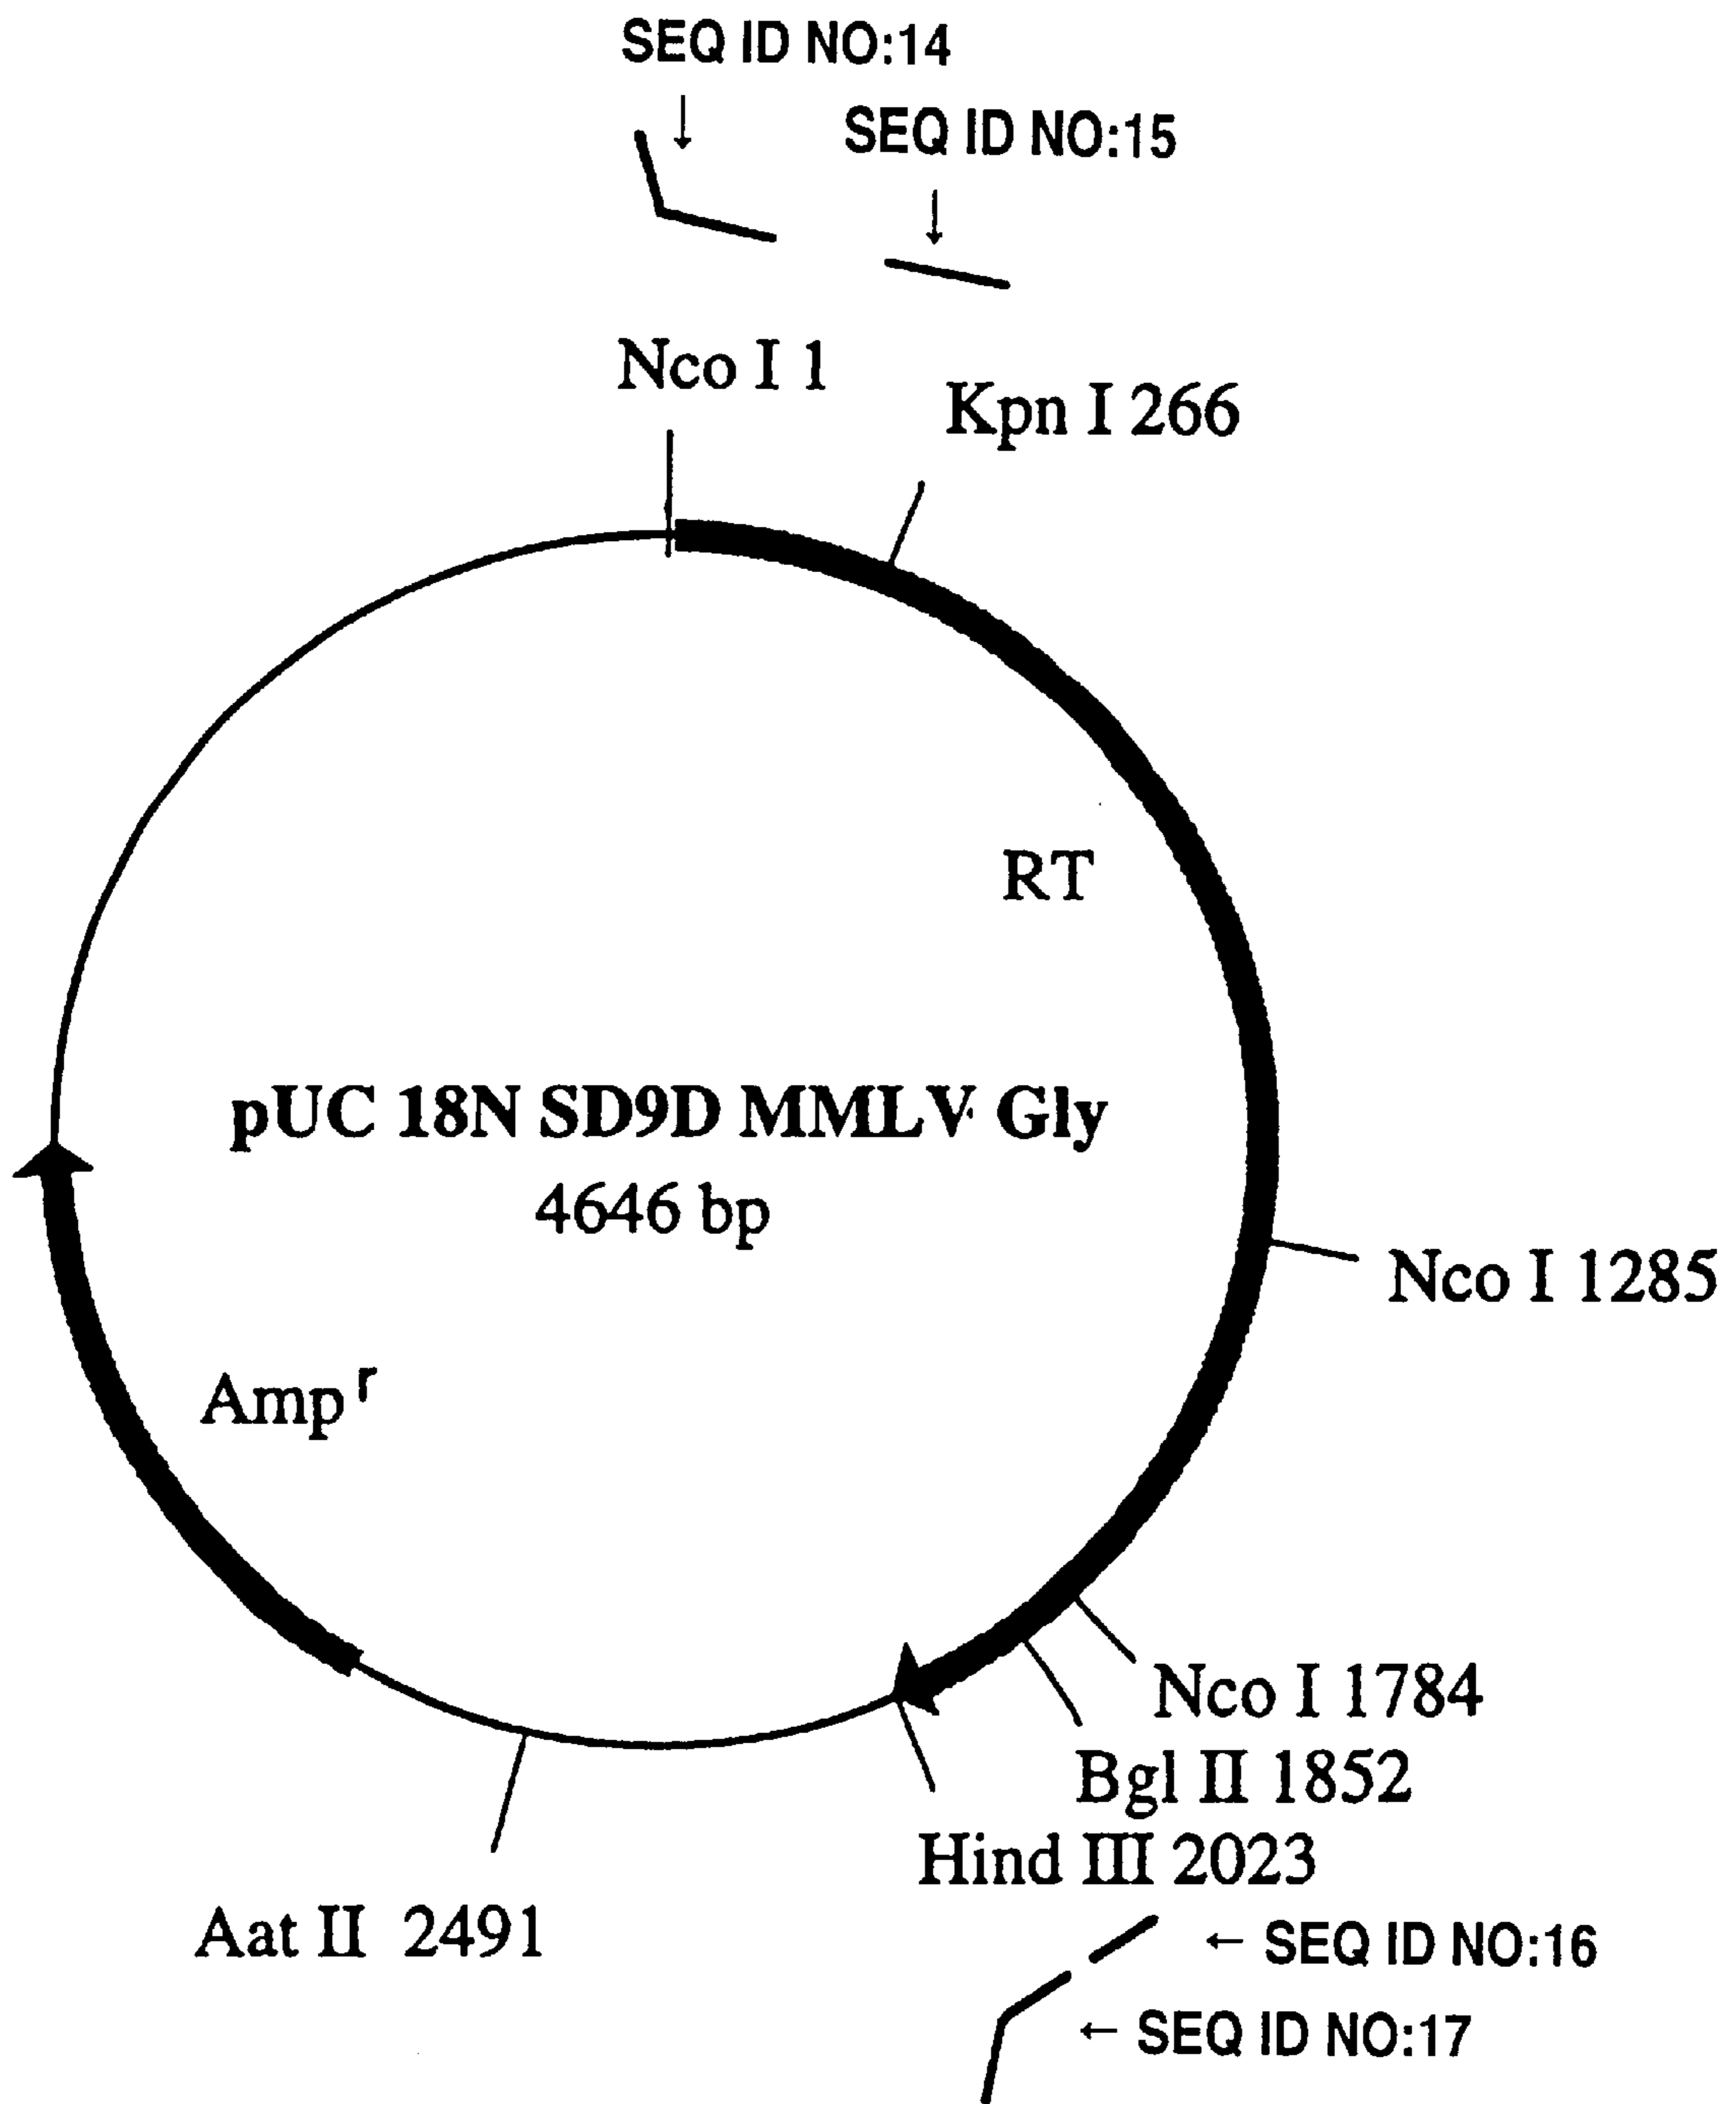 SEQ ID NO:14
↓
SEQ ID NO:15
↓
Nco I 1
Kpn I 266
RT
pUC 18N SD9D MMLV Gly
4646 bp
Nco I 1285
Amp r
Nco I 1784
Bgl II 1852
Hind III 2023
Aat II 2491
← SEQ ID NO:16
← SEQ ID NO:17